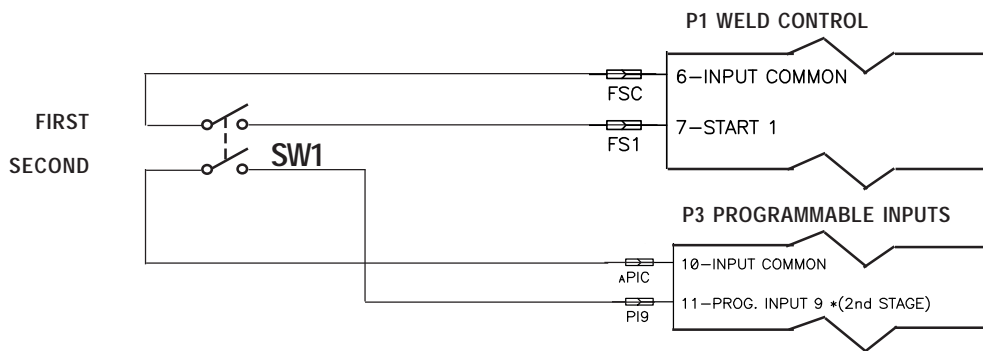 P1 WELD CONTROL
6–INPUT COMMON
FSC
FIRST
7–START 1
FS1
SECOND
SW1
P3 PROGRAMMABLE INPUTS
10–INPUT COMMON
APIC
11–PROG. INPUT 9 *(2nd STAGE)
PI9